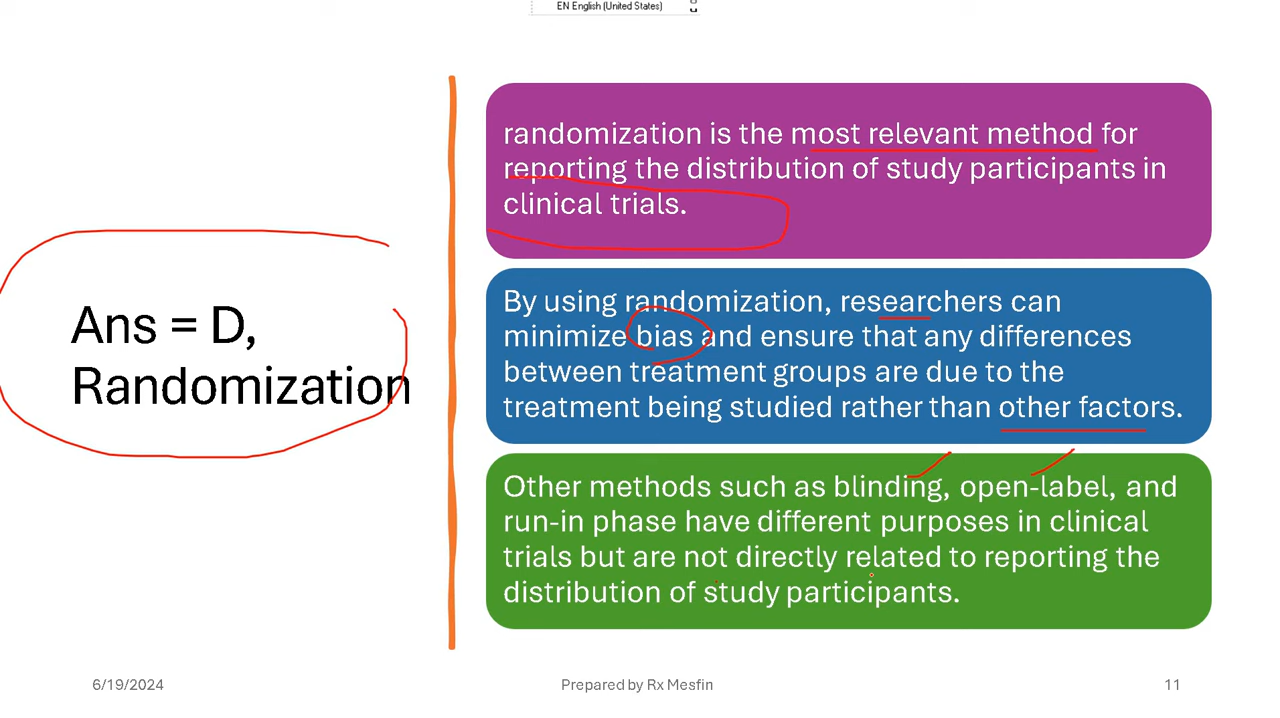 EN English (United States)
Ans = D,
Randomization
randomization is the most relevant method for
reporting the distribution of study participants in
clinical trials.
By using randomization, researchers can
minimize bias and ensure that any differences
between treatment groups are due to the
treatment being studied rather than other factors.
Other methods such as blinding, open-label, and
run-in phase have different purposes in clinical
trials but are not directly related to reporting the
distribution of study participants.
6/19/2024
Prepared by Rx Mesfin
11